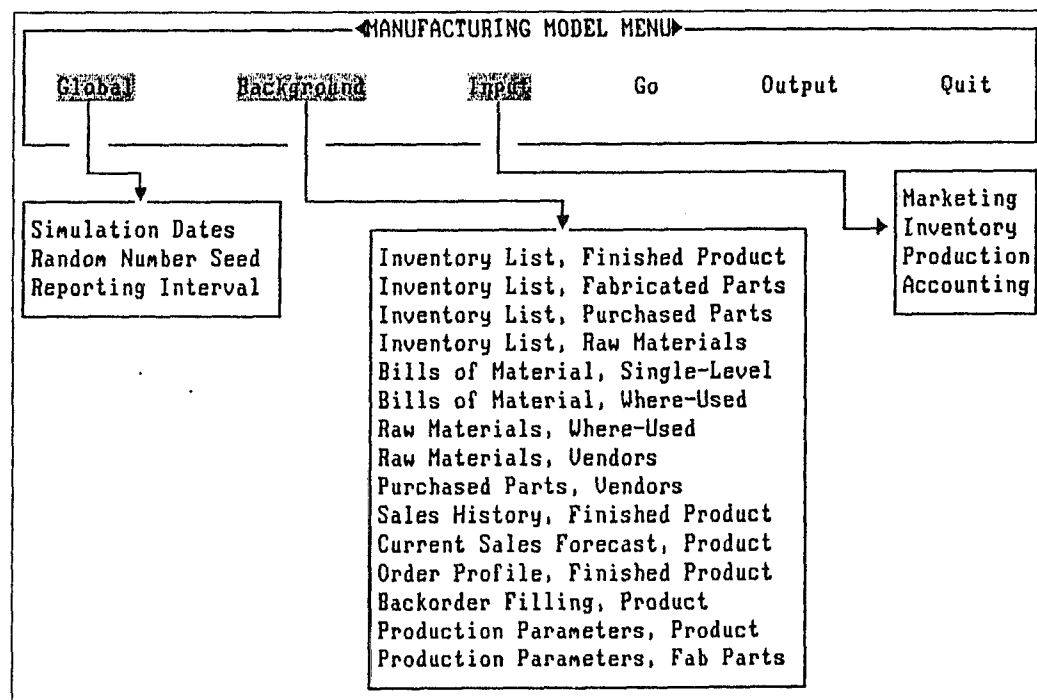 MANUFACTURING MODEL MENU
Global Background Input Go Output Quit
Simulation Dates
Random Number Seed
Reporting Interval
Inventory List, Finished Product
Inventory List, Fabricated Parts
Inventory List, Purchased Parts
Inventory List, Raw Materials
Bills of Material, Single-Level
Bills of Material, Where-Used
Raw Materials, Where-Used
Raw Materials, Vendors
Purchased Parts, Vendors
Sales History, Finished Product
Current Sales Forecast, Product
Order Profile, Finished Product
Backorder Filling, Product
Production Parameters, Product
Production Parameters, Fab Parts
Marketing
Inventory
Production
Accounting